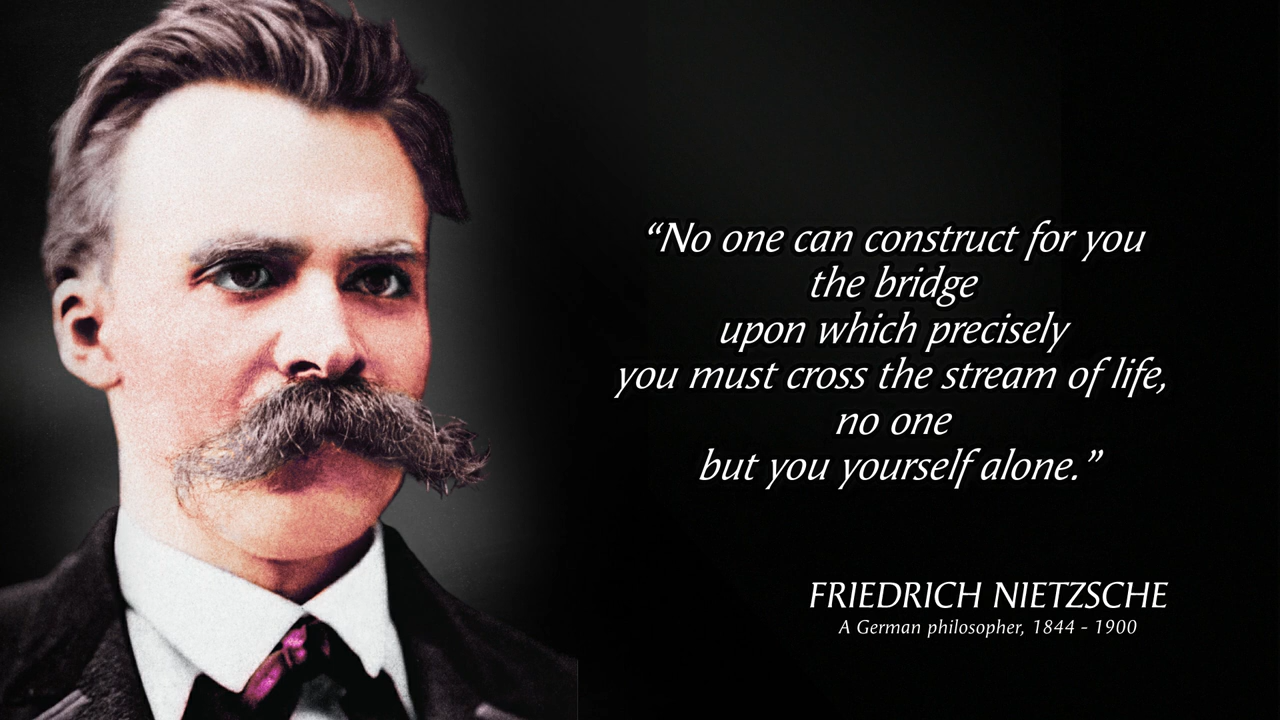 “No one can construct for you
the bridge
upon which precisely
you must cross the stream of life,
no one
but you yourself alone.”
FRIEDRICH NIETZSCHE
A German philosopher, 1844 - 1900